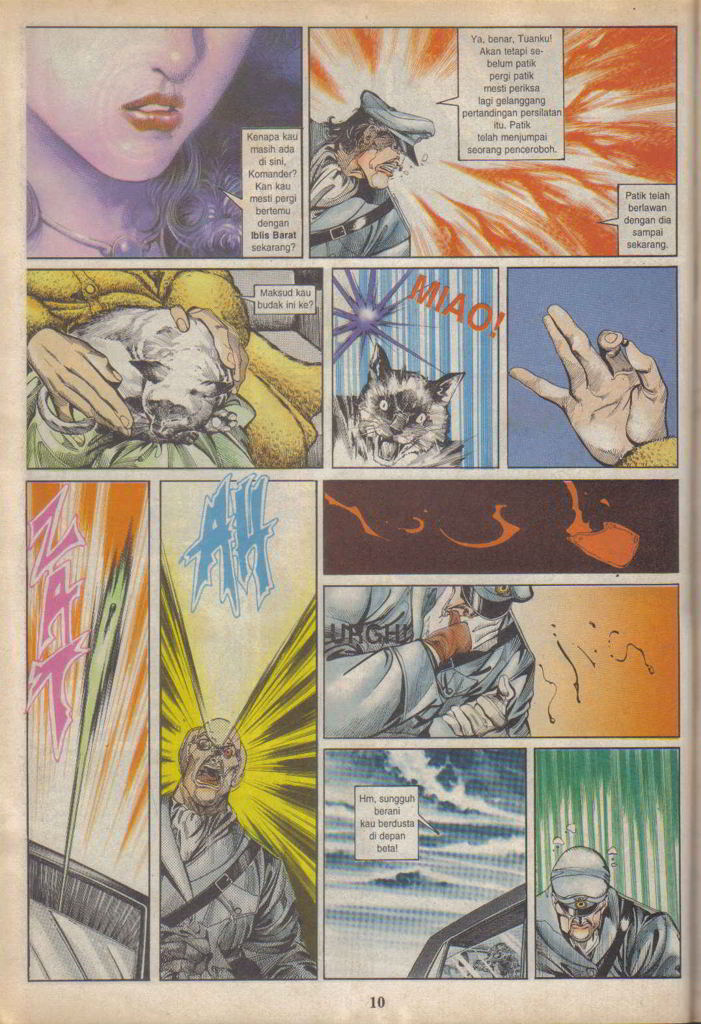 Kenapa kau
masih ada
di sini,
Komander?
Kan kau
mesti pergi
bertemu
dengan
Iblis Barat
sekarang?
Ya, benar, Tuanku!
Akan tetapi se-
belum patik
pergi patik
mesti periksa
lagi gelanggang
pertandingan persilatan
itu. Patik
telah menjumpai
seorang penceroboh.
Patik telah
berlawan
dengan dia
sampai
sekarang.
Maksud kau
budak ini ke?
MIAO!
ZAT
AH
URGH!
Hm, sungguh
berani
kau berdusta
di depan
beta!
10